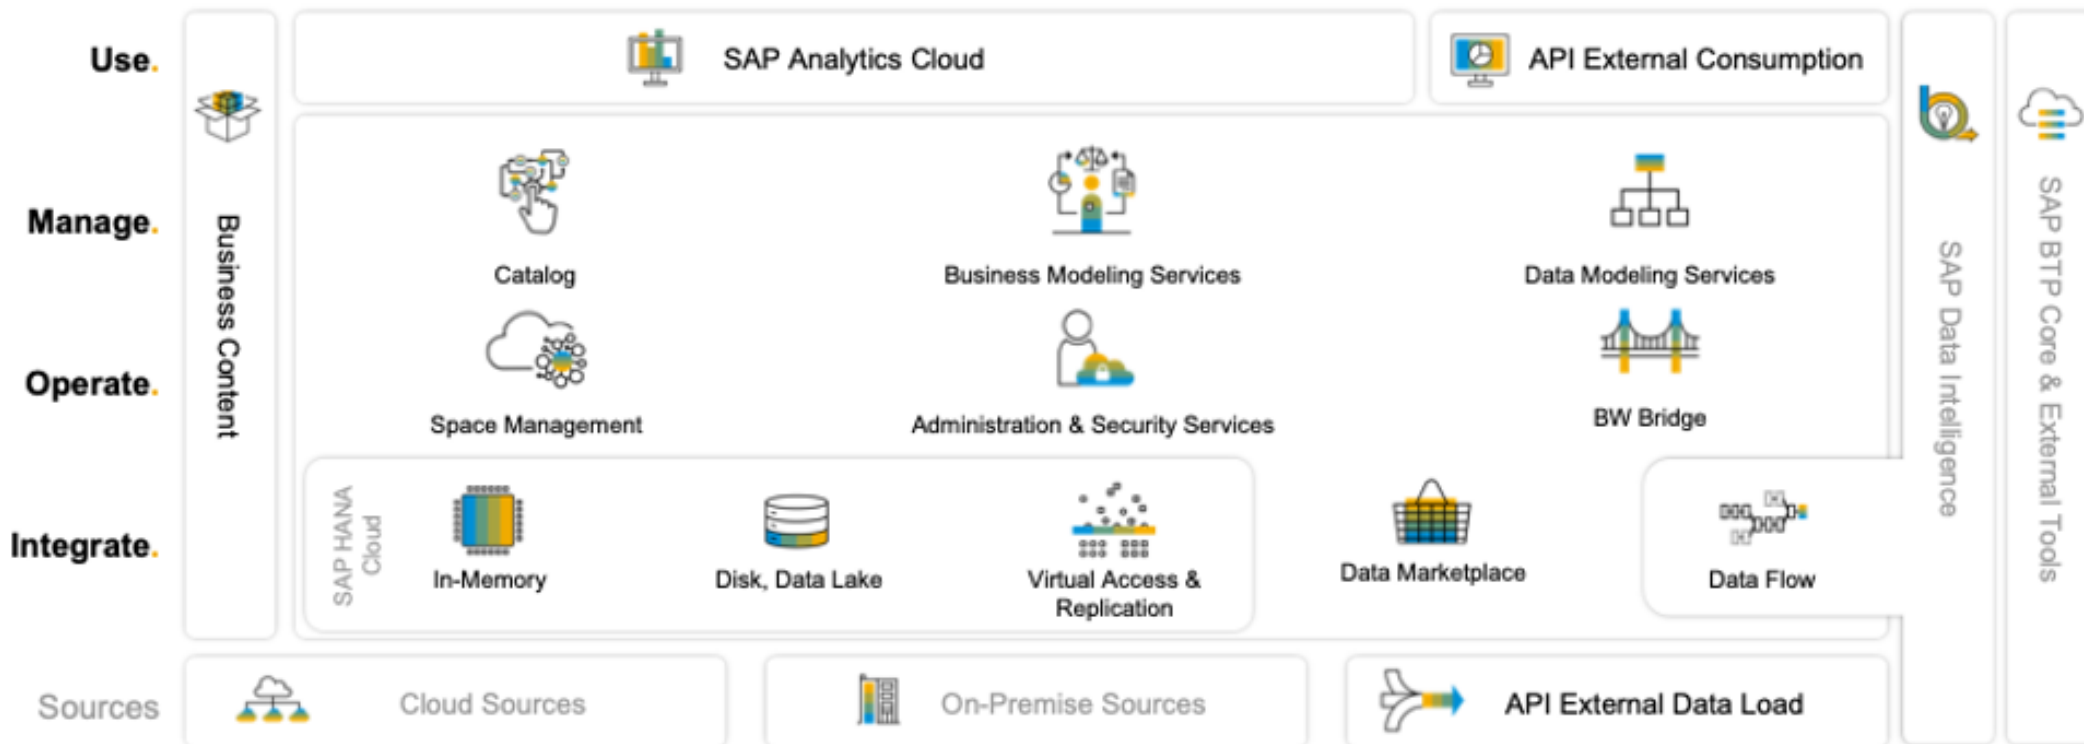 Use.
SAP Analytics Cloud
API External Consumption
Manage.
Business Content
Catalog
Business Modeling Services
Data Modeling Services
Operate.
Space Management
Administration & Security Services
BW Bridge
Integrate.
SAP HANA
Cloud
In-Memory
Disk, Data Lake
Virtual Access &
Replication
Data Marketplace
Data Flow
SAP Data Intelligence
SAP BTP Core & External Tools
Sources
Cloud Sources
On-Premise Sources
API External Data Load